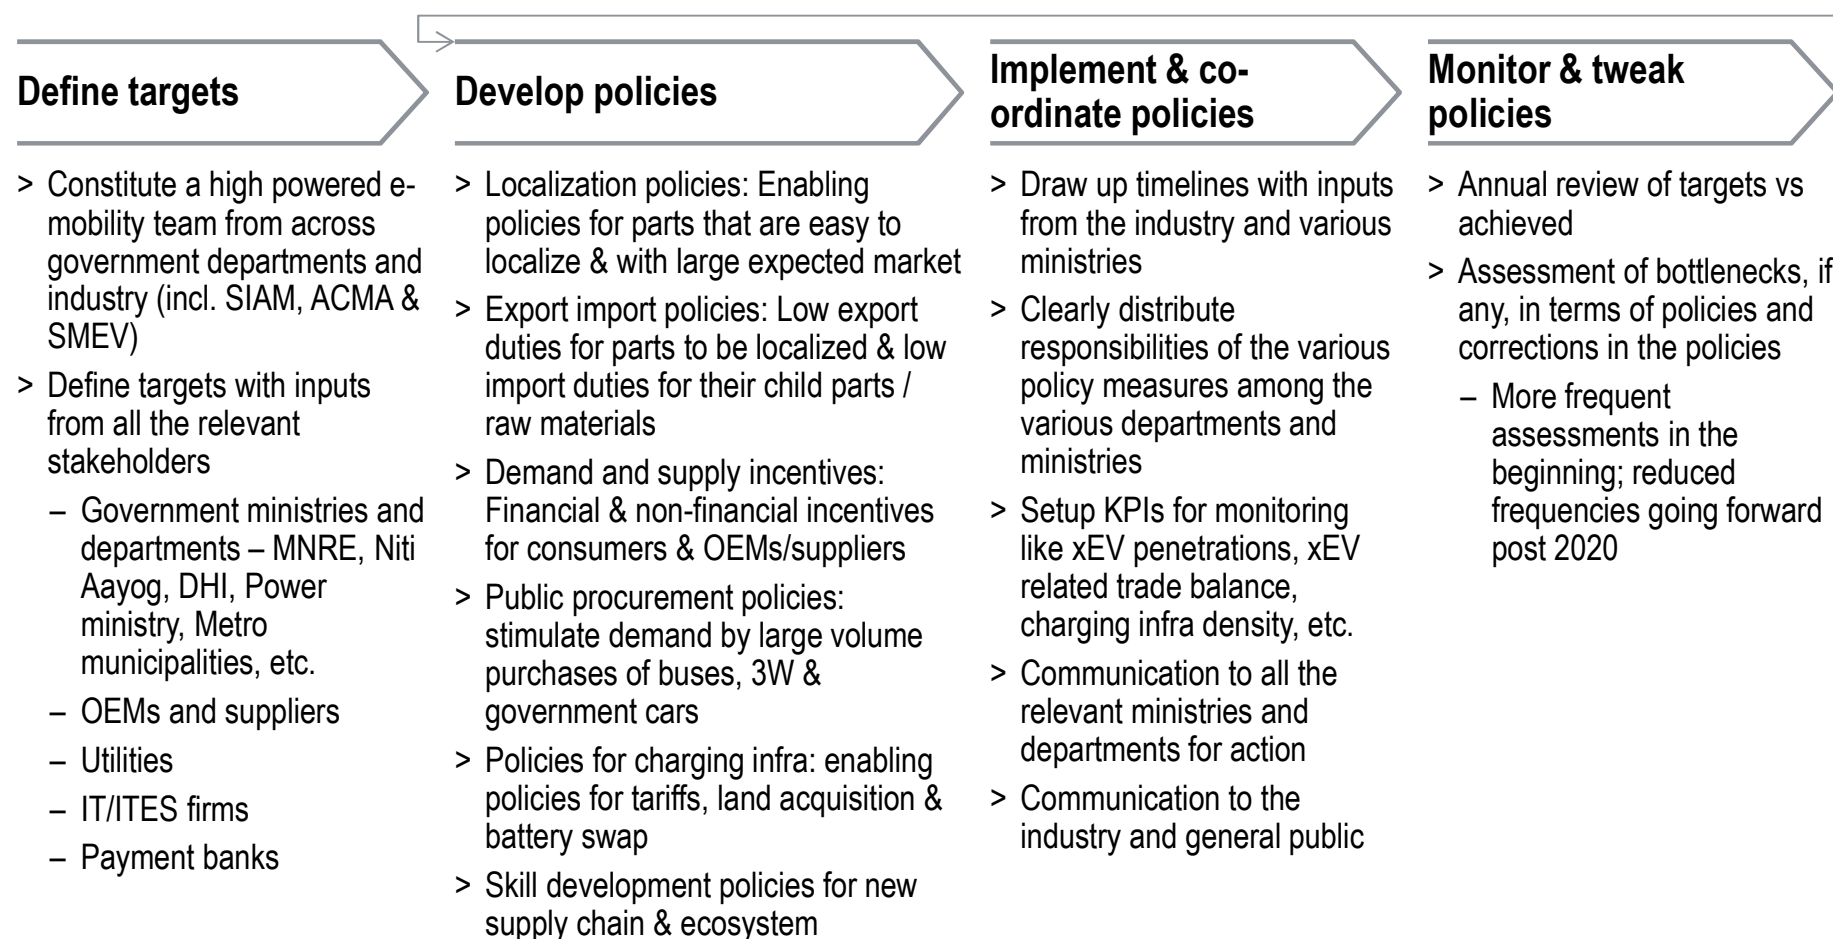 Define targets
> Constitute a high powered e-
mobility team from across
government departments and
industry (incl. SIAM, ACMA &
SMEV)
> Define targets with inputs
from all the relevant
stakeholders
– Government ministries and
departments – MNRE, Niti
Aayog, DHI, Power
ministry, Metro
municipalities, etc.
– OEMs and suppliers
– Utilities
– IT/ITES firms
– Payment banks
Develop policies
> Localization policies: Enabling
policies for parts that are easy to
localize & with large expected market
> Export import policies: Low export
duties for parts to be localized & low
import duties for their child parts /
raw materials
> Demand and supply incentives:
Financial & non-financial incentives
for consumers & OEMs/suppliers
> Public procurement policies:
stimulate demand by large volume
purchases of buses, 3W &
government cars
> Policies for charging infra: enabling
policies for tariffs, land acquisition &
battery swap
> Skill development policies for new
supply chain & ecosystem
Implement & co-
ordinate policies
> Draw up timelines with inputs
from the industry and various
ministries
> Clearly distribute
responsibilities of the various
policy measures among the
various departments and
ministries
> Setup KPIs for monitoring
like xEV penetrations, xEV
related trade balance,
charging infra density, etc.
> Communication to all the
relevant ministries and
departments for action
> Communication to the
industry and general public
Monitor & tweak
policies
> Annual review of targets vs
achieved
> Assessment of bottlenecks, if
any, in terms of policies and
corrections in the policies
– More frequent
assessments in the
beginning; reduced
frequencies going forward
post 2020